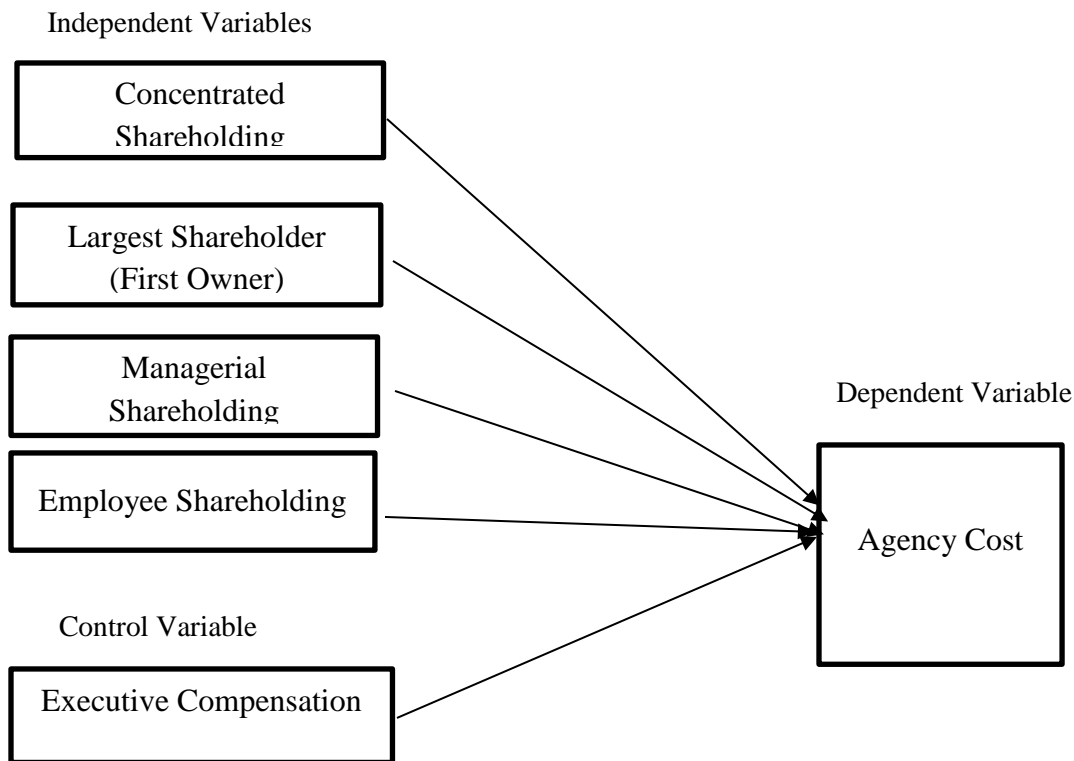 Independent Variables
Concentrated
Shareholding
Largest Shareholder
(First Owner)
Managerial
Shareholding
Employee Shareholding
Dependent Variable
Agency Cost
Control Variable
Executive Compensation